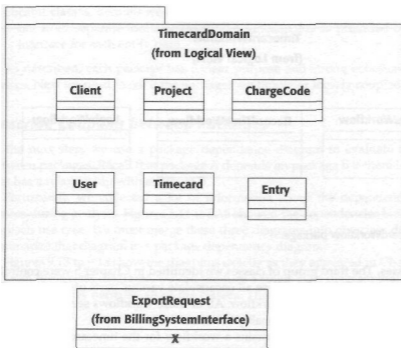 TimecardDomain
(from Logical View)
Client
Project
ChargeCode
User
Timecard
Entry
ExportRequest
(from BillingSystemInterface)
X